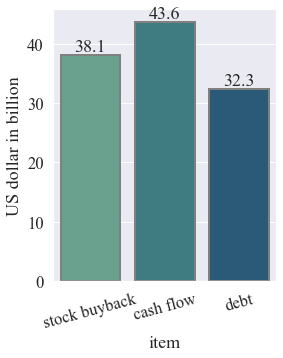 43.6
38.1
32.3
US dollar in billion
40
30
20
10
0
stock buyback
cash flow
debt
item